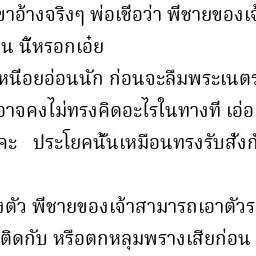 ขาอ้างจริงๆ พ่อเชื่อว่า พี่ชายของเจ้
น นี้หรอกเอ๋ย
หนื่อยอ่อนนัก ก่อนจะลืมพระเนตร
อาจคงไม่ทรงคิดอะไรในทางที่ เอ่อ
คะ ประโยคนั้นเหมือนทรงรับสั่งกั
งตัว พี่ชายของเจ้าสามารถเอาตัวร
ติดกับ หรือตกหลุมพรางเสียก่อน